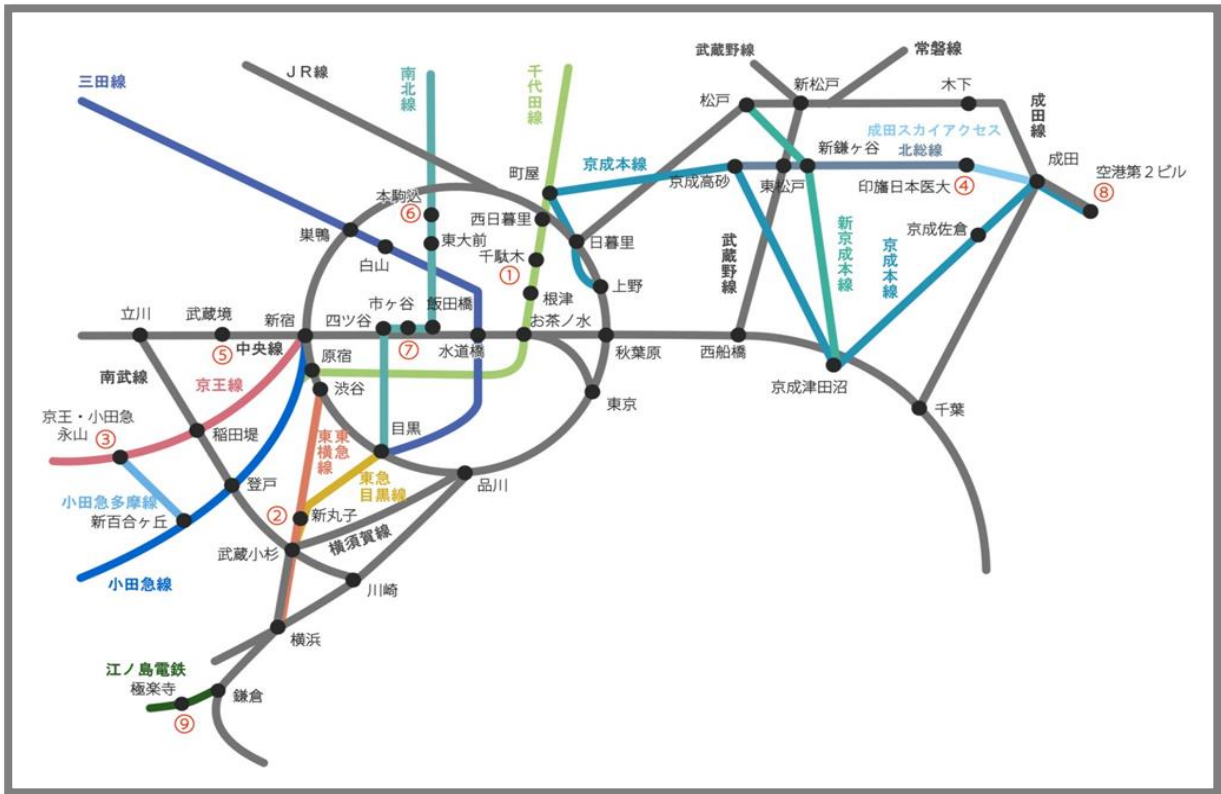 武蔵野線
常磐線
JR線
南北線
千代田線
三田線
松戸
新松戸
木下
成田線
成田スカイアクセス
北総線
新鎌ヶ谷
成田
空港第2ビル
⑧
町屋
京成本線
京成高砂
東松戸
印旛日本医大
④
本駒込
⑥
西日暮里
日暮里
巣鴨
白山
東大前
千駄木
①
京成佐倉
新京成本線
京成本線
武蔵野線
根津
上野
市ヶ谷
飯田橋
立川
武蔵境
新宿
四ツ谷
お茶ノ水
⑤
中央線
⑦
水道橋
秋葉原
西船橋
原宿
南武線
京王線
渋谷
京成津田沼
東京
千葉
京王・小田急
永山
③
稲田堤
目黒
東急
東横線
東急
目黒線
登戸
品川
小田急多摩線
新百合ヶ丘
②
新丸子
横須賀線
武蔵小杉
小田急線
川崎
横浜
江ノ島電鉄
極楽寺
鎌倉
⑨